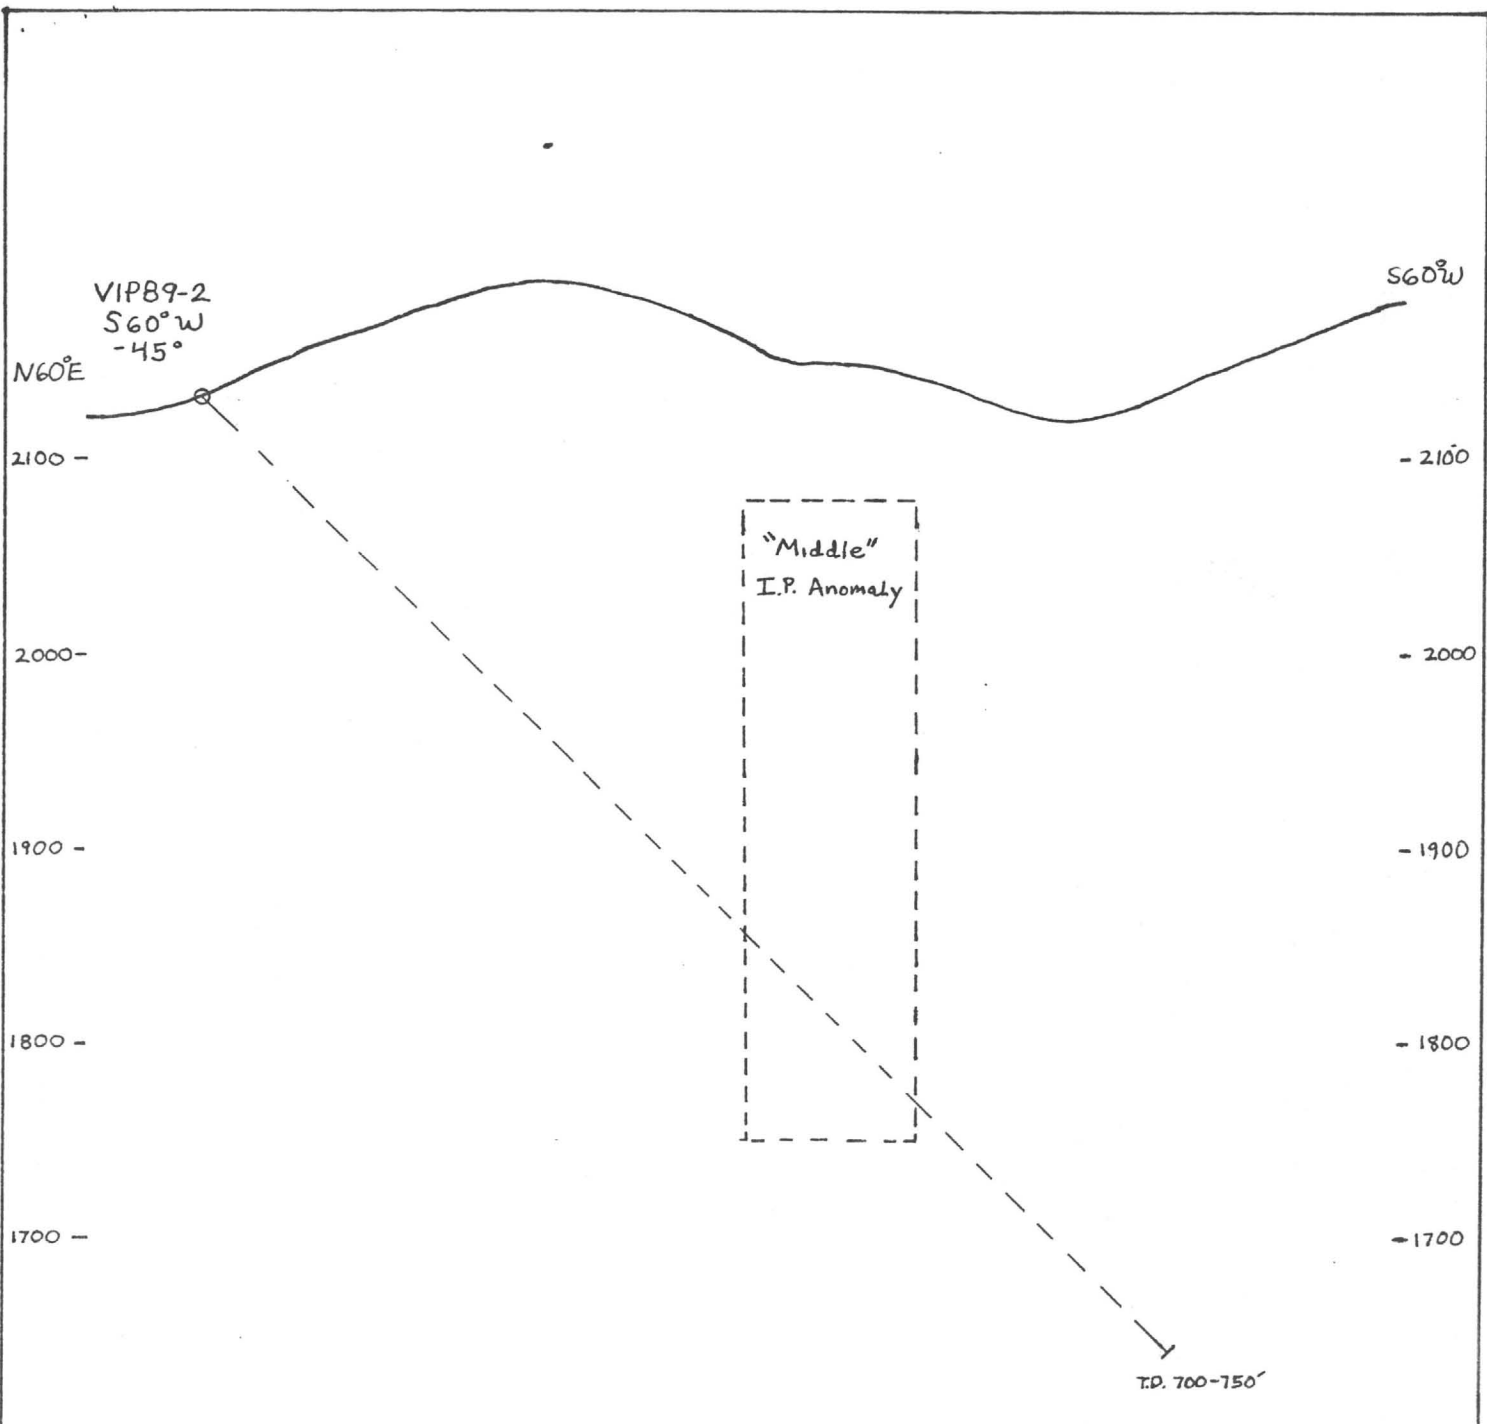 VIP89-2
S60°W
-45°
N60°E
S60°W
2100 -
- 2100
"Middle"
I.P. Anomaly
2000-
- 2000
1900 -
- 1900
1800 -
- 1800
1700 -
- 1700
T.D. 700-750'